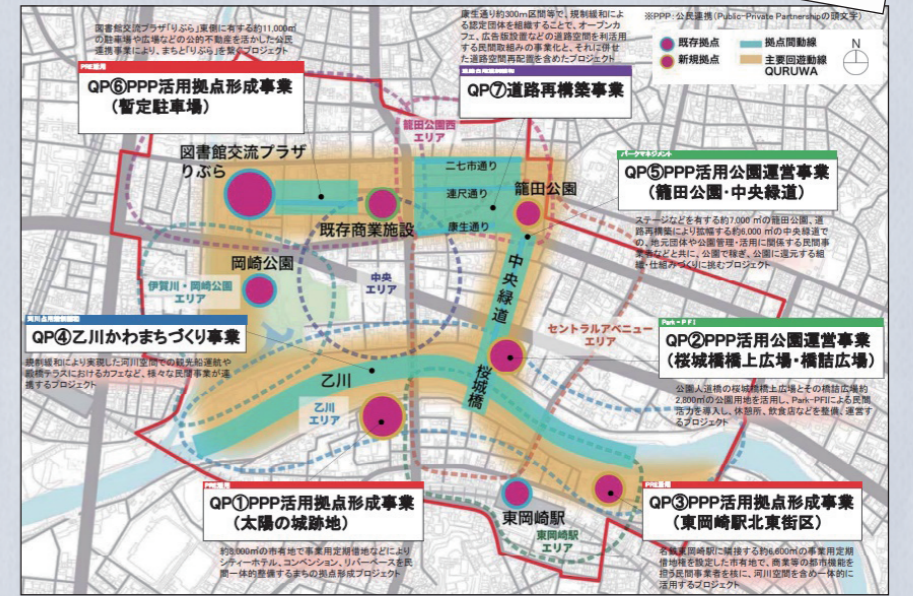 図書館交流プラザ「りぶら」東側に有する約11,000㎡
の駐車場や広場などの公的不動産を活かした公民
連携事業により、まちと「りぶら」を繋ぐプロジェクト
PRE活用
QP⑥PPP活用拠点形成事業
(暫定駐車場)
康生通り約300m区間等で、規制緩和によ
る認定団体を組織することで、オープンカ
フェ、広告板設置などの道路空間を利活用
する民間取組みの事業化と、それに併せ
た道路空間再配置を含めたプロジェクト
QP⑦道路再構築事業
※PPP:公民連携(Public-Private Partnershipの頭文字)
既存拠点
新規拠点
拠点間動線
主要回遊動線
QURUWA
N
籠田公園西
エリア
図書館交流プラザ
りぶら
既存商業施設
二七市通り
連尺通り
康生通り
籠田公園
パークマネジメント
QP⑤PPP活用公園運営事業
(籠田公園・中央緑道)
ステージなどを有する約7,000 ㎡の籠田公園、道
路再構築により拡幅する約6,000 ㎡の中央緑道で
の、地元団体や公園管理・活用に関係する民間事
業者などと共に、公園で稼ぎ、公園に還元する組
織・仕組みづくりに挑むプロジェクト
岡崎公園
伊賀川・岡崎公園
エリア
中央
エリア
中央緑道
セントラルアベニュー
エリア
QP④乙川かわまちづくり事業
規制緩和により実現した河川空間での観光船運航や
殿橋テラスにおけるカフェなど、様々な民間事業が連
携するプロジェクト
Park-PFI
QP②PPP活用公園運営事業
(桜城橋橋上広場・橋詰広場)
公園人道橋の桜城橋橋上広場とその橋詰広場約
2,800㎡の公園用地を活用し、Park-PFIによる民間
活力を導入し、休憩所、飲食店などを整備、運営す
るプロジェクト
乙川
乙川
エリア
桜城橋
PRE活用
QP①PPP活用拠点形成事業
(太陽の城跡地)
の市有地で事業用定期借地などにより
シティーホテル、コンベンション、リバーベースを民
間一体的整備するまちの拠点形成プロジェクト
東岡崎駅
東岡崎駅
エリア
PRE活用
QP③PPP活用拠点形成事業
(東岡崎駅北東街区)
名鉄東岡崎駅に隣接する約6,600㎡の事業用定期
借地権を設定した市有地で、商業等の都市機能を
担う民間事業者を核に、河川空間を含め一体的に
活用するプロジェクト